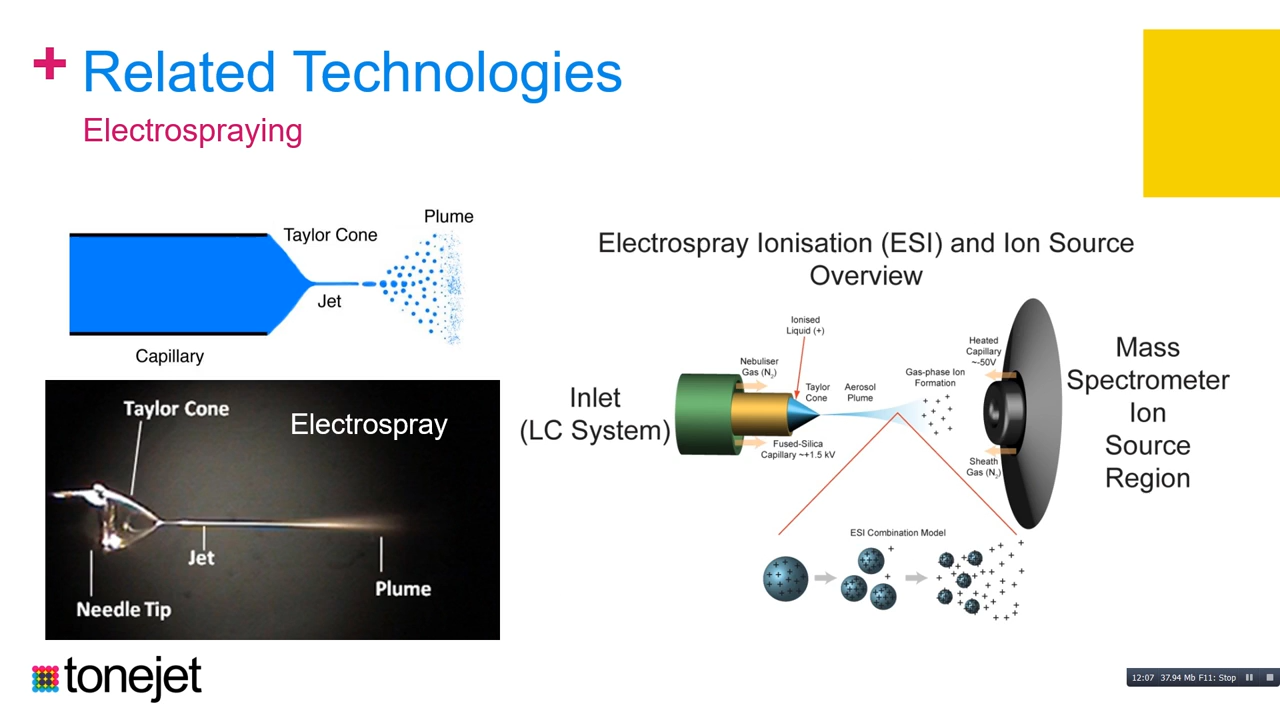 + Related Technologies
Electrospraying
Plume
Taylor Cone
Jet
Capillary
Taylor Cone
Electrospray
Jet
Plume
Needle Tip
Electrospray Ionisation (ESI) and Ion Source
Overview
Ionised
Liquid (+)
Nebuliser
Gas (N2)
Taylor
Cone
Aerosol
Plume
Gas-phase Ion
Formation
Heated
Capillary
~-50V
Inlet
(LC System)
Fused-Silica
Capillary ~+1.5 kV
Sheath
Gas (N2)
Mass
Spectrometer
Ion
Source
Region
ESI Combination Model
tonejet
12:07 37.94 Mb F11: Stop